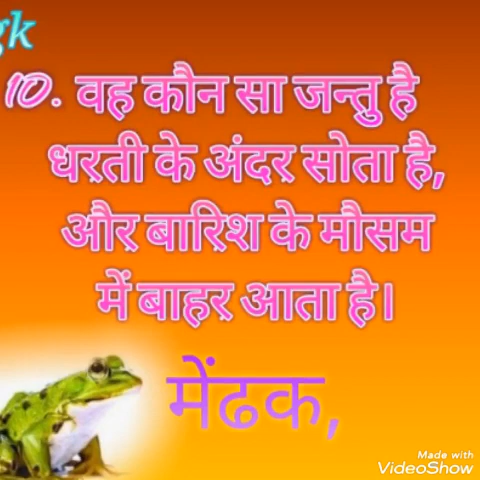 gk
10. वह कौन सा जन्तु है
धरती के अंदर सोता है,
और बारिश के मौसम
में बाहर आता है।
मेंढक,
Made with
VideoShow